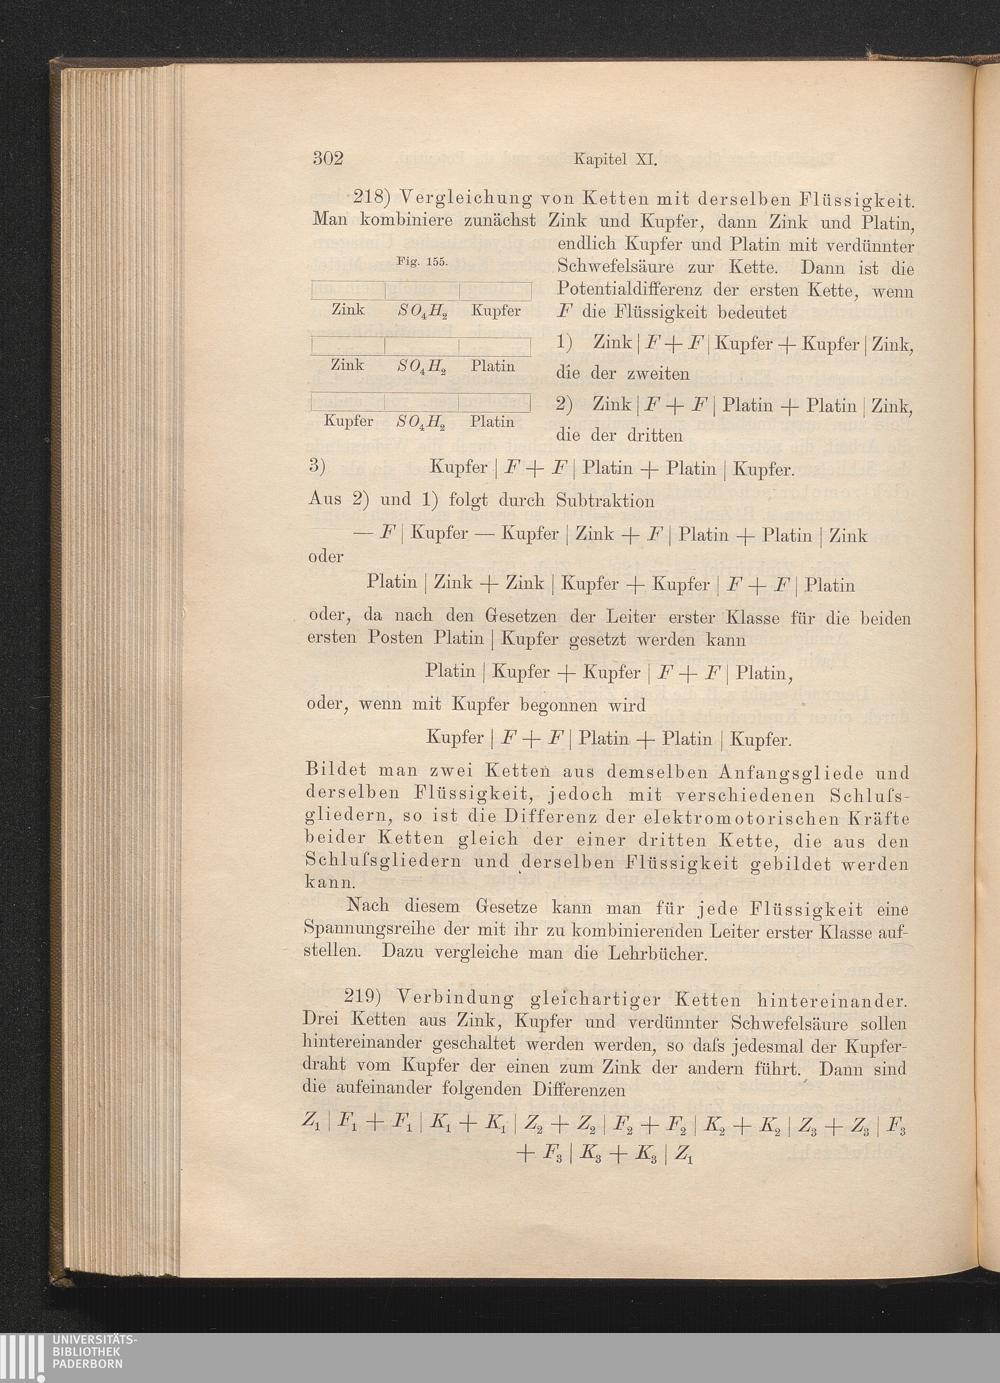 302 Kapitel XI.
218) Vergleichung von Ketten mit derselben Flüssigkeit.
Man kombiniere zunächst Zink und Kupfer, dann Zink und Platin,
endlich Kupfer und Platin mit verdünnter
Schwefelsäure zur Kette. Dann ist die
Potentialdifferenz der ersten Kette, wenn
F die Flüssigkeit bedeutet
Fig. 155.
Zink SO₄H₂ Kupfer
Zink SO₄H₂ Platin
Kupfer SO₄H₂ Platin
1) Zink | F + F | Kupfer + Kupfer | Zink,
die der zweiten
2) Zink | F + F | Platin + Platin | Zink,
die der dritten
3) Kupfer | F + F | Platin + Platin | Kupfer.
Aus 2) und 1) folgt durch Subtraktion
— F | Kupfer — Kupfer | Zink + F | Platin + Platin | Zink
oder
Platin | Zink + Zink | Kupfer + Kupfer | F + F | Platin
oder, da nach den Gesetzen der Leiter erster Klasse für die beiden
ersten Posten Platin | Kupfer gesetzt werden kann
Platin | Kupfer + Kupfer | F + F | Platin,
oder, wenn mit Kupfer begonnen wird
Kupfer | F + F | Platin + Platin | Kupfer.
Bildet man zwei Ketten aus demselben Anfangsgliede und
derselben Flüssigkeit, jedoch mit verschiedenen Schluſs-
gliedern, so ist die Differenz der elektromotorischen Kräfte
beider Ketten gleich der einer dritten Kette, die aus den
Schluſsgliedern und derselben Flüssigkeit gebildet werden
kann.
Nach diesem Gesetze kann man für jede Flüssigkeit eine
Spannungsreihe der mit ihr zu kombinierenden Leiter erster Klasse auf-
stellen. Dazu vergleiche man die Lehrbücher.
219) Verbindung gleichartiger Ketten hintereinander.
Drei Ketten aus Zink, Kupfer und verdünnter Schwefelsäure sollen
hintereinander geschaltet werden werden, so daſs jedesmal der Kupfer-
draht vom Kupfer der einen zum Zink der andern führt. Dann sind
die aufeinander folgenden Differenzen
Z₁ | F₁ + F₁ | K₁ + K₁ | Z₂ + Z₂ | F₂ + F₂ | K₂ + K₂ | Z₃ + Z₃ | F₃
+ F₃ | K₃ + K₃ | Z₁
UNIVERSITÄTS-
BIBLIOTHEK
PADERBORN